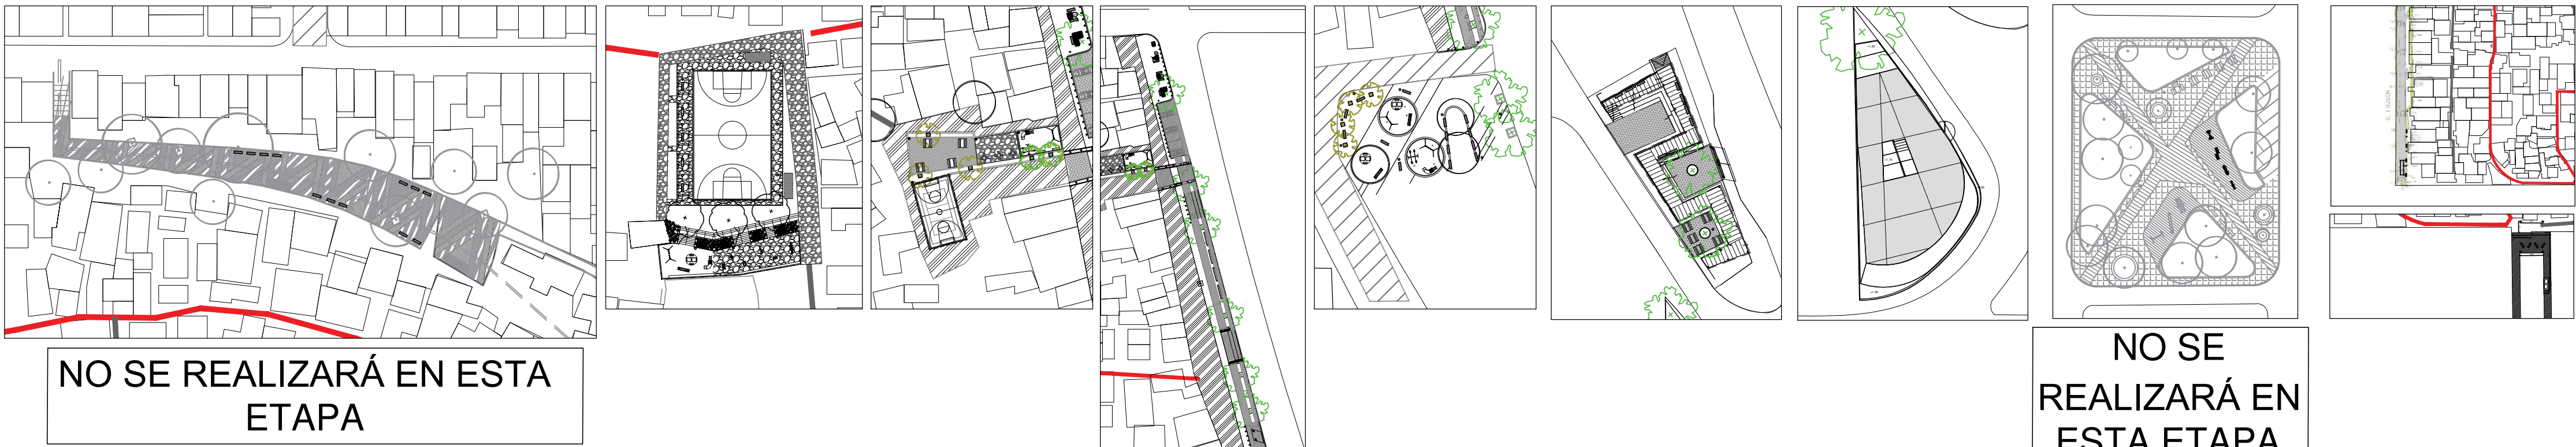 NO SE REALIZARÁ EN ESTA
ETAPA
NO SE
REALIZARÁ EN
ESTA ETAPA